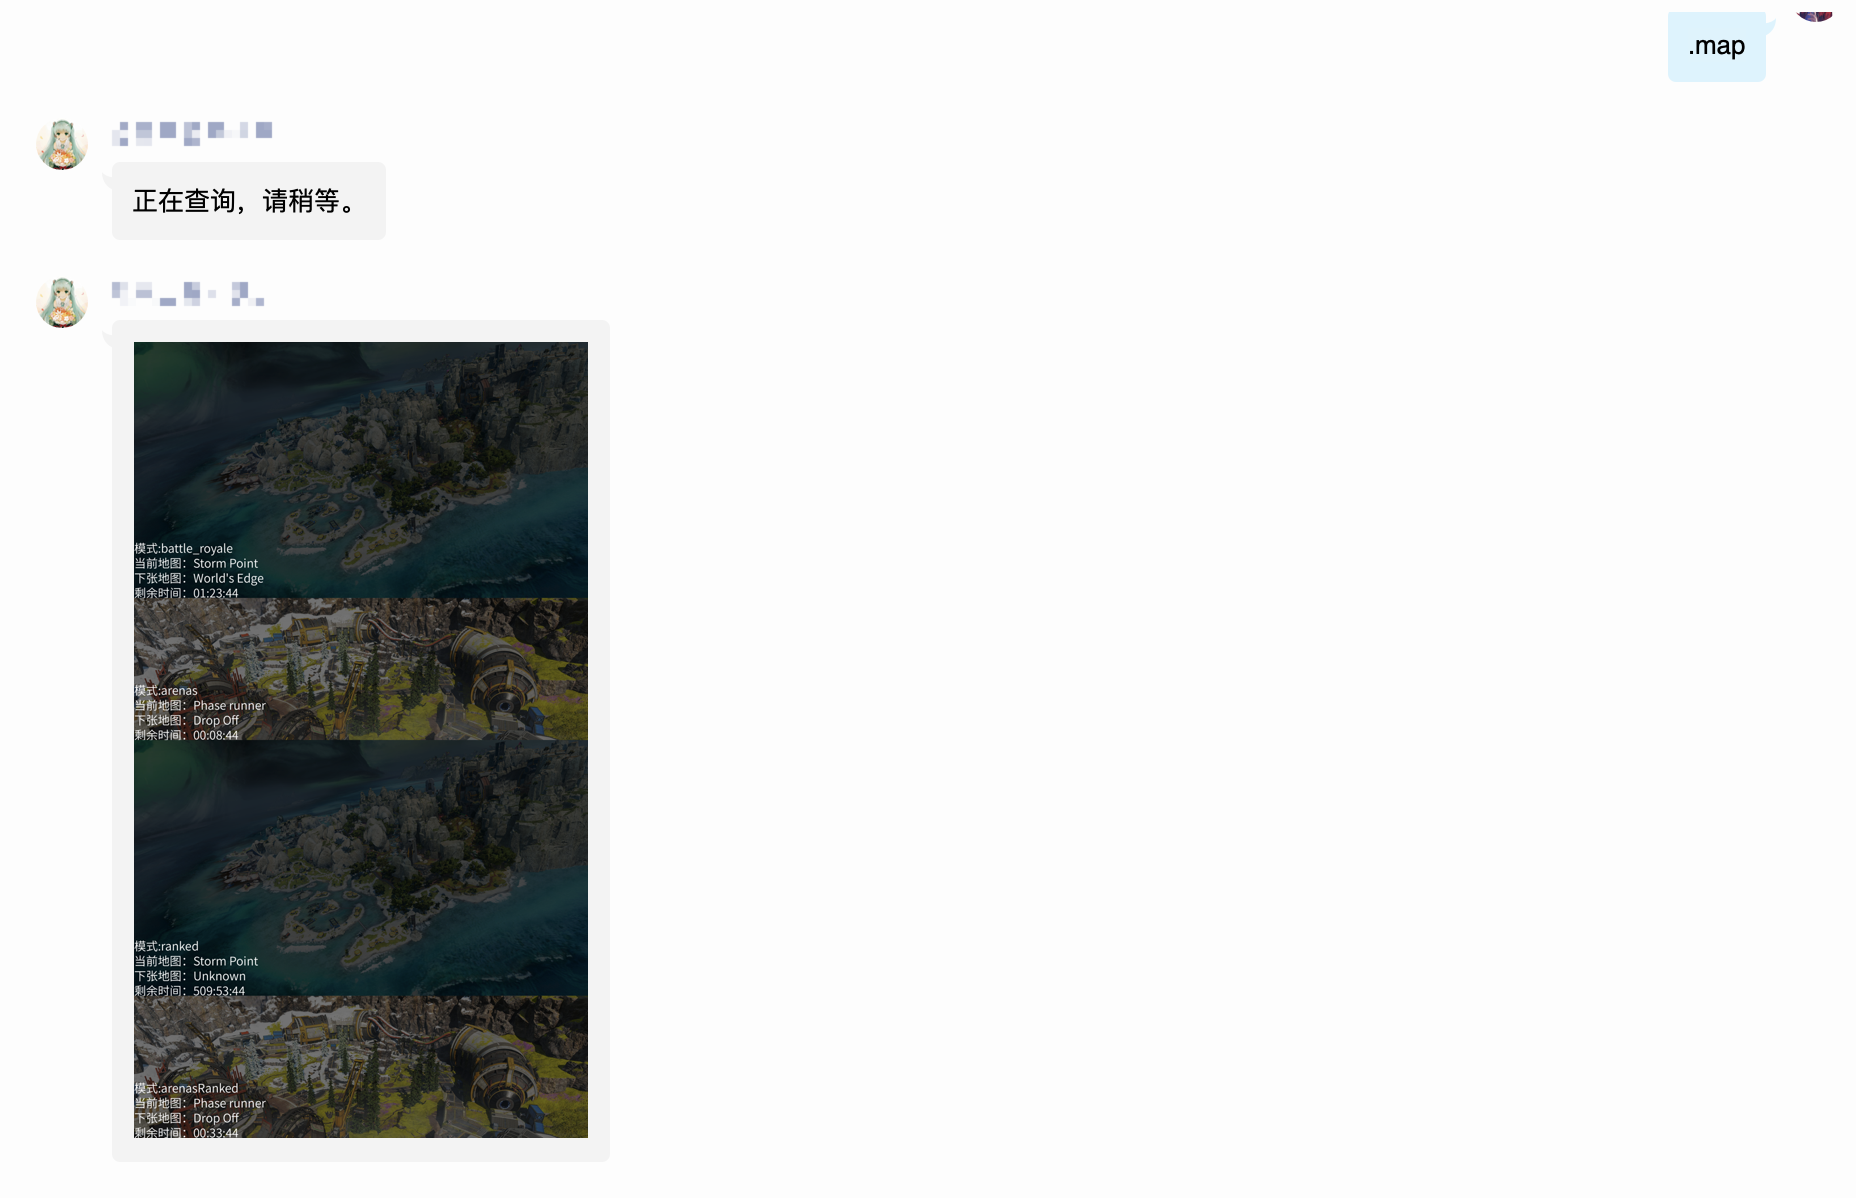 .map
正在查询，请稍等。
模式:battle_royale
当前地图：Storm Point
下张地图：World's Edge
剩余时间：01:23:44
模式:arenas
当前地图：Phase runner
下张地图：Drop Off
剩余时间：00:08:44
模式:ranked
当前地图：Storm Point
下张地图：Unknown
剩余时间：509:53:44
模式:arenasRanked
当前地图：Phase runner
下张地图：Drop Off
剩余时间：00:33:44